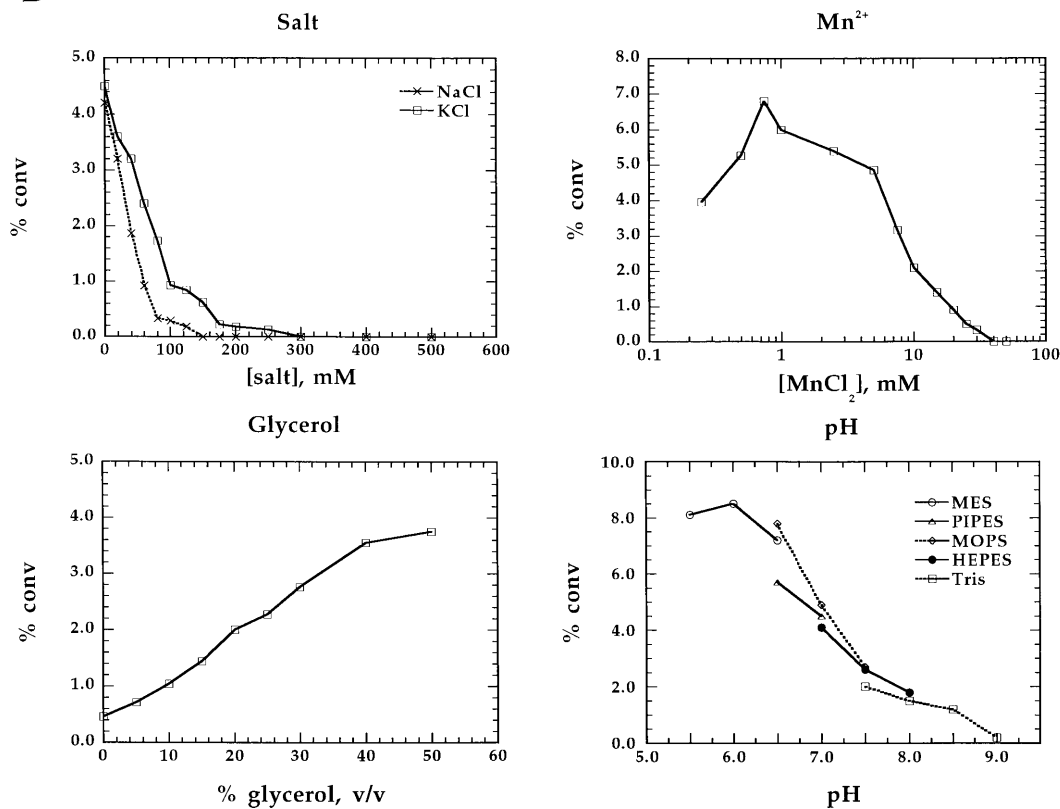 Salt
5.0
4.0
3.0
2.0
1.0
0.0
% conv
NaCl
KCl
0 100 200 300 400 500 600
[salt], mM
Mn²⁺
8.0
7.0
6.0
5.0
4.0
3.0
2.0
1.0
0.0
% conv
0.1 1 10 100
[MnCl₂], mM
Glycerol
5.0
4.0
3.0
2.0
1.0
0.0
% conv
0 10 20 30 40 50 60
% glycerol, v/v
pH
10.0
8.0
6.0
4.0
2.0
0.0
% conv
MES
PIPES
MOPS
HEPES
Tris
5.0 6.0 7.0 8.0 9.0
pH